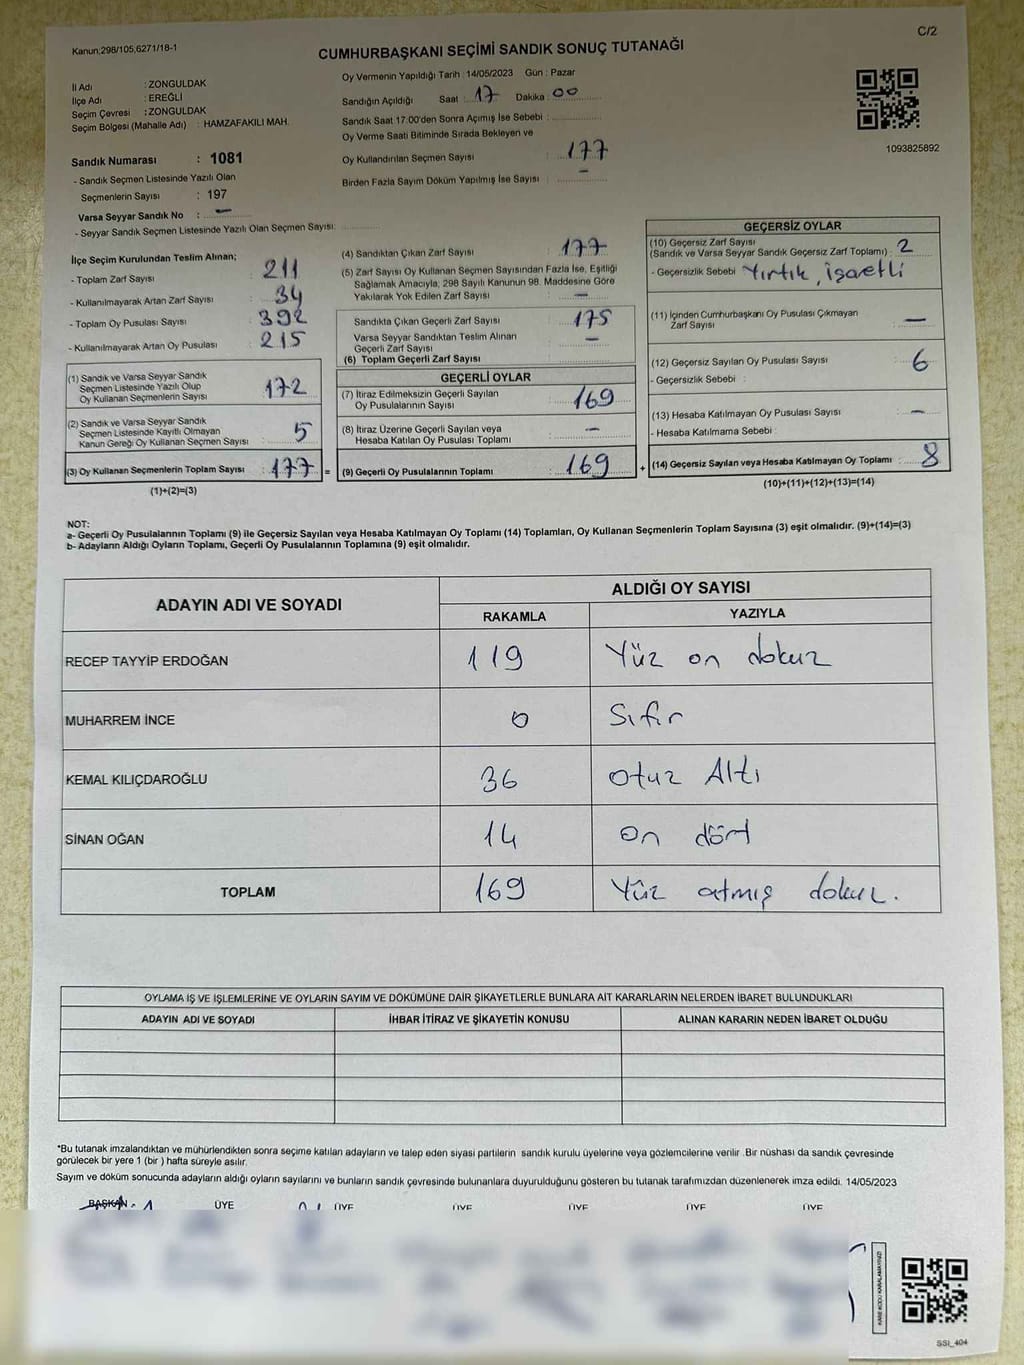 Kanun;298/105,6271/18-1
C/2
CUMHURBAŞKANI SEÇİMİ SANDIK SONUÇ TUTANAĞI
İl Adı : ZONGULDAK
İlçe Adı : EREĞLİ
Seçim Çevresi : ZONGULDAK
Seçim Bölgesi (Mahalle Adı) : HAMZAFAKILI MAH.
Oy Vermenin Yapıldığı Tarih : 14/05/2023 Gün : Pazar
Sandığın Açıldığı Saat : 17 Dakika : 00
Sandık Saat 17:00'den Sonra Açımış İse Sebebi :
Oy Verme Saati Bitiminde Sırada Bekleyen ve
Oy Kullandırılan Seçmen Sayısı : 177
Birden Fazla Sayım Döküm Yapılmış İse Sayısı : -
1093825892
Sandık Numarası : 1081
- Sandık Seçmen Listesinde Yazılı Olan
Seçmenlerin Sayısı : 197
Varsa Seyyar Sandık No : -
- Seyyar Sandık Seçmen Listesinde Yazılı Olan Seçmen Sayısı:
İlçe Seçim Kurulundan Teslim Alınan;
- Toplam Zarf Sayısı : 211
- Kullanılmayarak Artan Zarf Sayısı : 34
- Toplam Oy Pusulası Sayısı : 392
- Kullanılmayarak Artan Oy Pusulası : 215
(1) Sandık ve Varsa Seyyar Sandık
Seçmen Listesinde Yazılı Olup
Oy Kullanan Seçmenlerin Sayısı : 172
(2) Sandık ve Varsa Seyyar Sandık
Seçmen Listesinde Kayıtlı Olmayan
Kanun Gereği Oy Kullanan Seçmen Sayısı : 5
(3) Oy Kullanan Seçmenlerin Toplam Sayısı : 177 =
(1)+(2)=(3)
(4) Sandıktan Çıkan Zarf Sayısı : 177
(5) Zarf Sayısı Oy Kullanan Seçmen Sayısından Fazla İse, Eşitliği
Sağlamak Amacıyla; 298 Sayılı Kanunun 98. Maddesine Göre
Yakılarak Yok Edilen Zarf Sayısı : -
Sandıkta Çıkan Geçerli Zarf Sayısı : 175
Varsa Seyyar Sandıktan Teslim Alınan
Geçerli Zarf Sayısı : -
(6) Toplam Geçerli Zarf Sayısı
GEÇERLİ OYLAR
(7) İtiraz Edilmeksizin Geçerli Sayılan
Oy Pusulalarının Sayısı : 169
(8) İtiraz Üzerine Geçerli Sayılan veya
Hesaba Katılan Oy Pusulası Toplamı : -
(9) Geçerli Oy Pusulalarının Toplamı : 169 +
GEÇERSİZ OYLAR
(10) Geçersiz Zarf Sayısı
(Sandık ve Varsa Seyyar Sandık Geçersiz Zarf Toplamı) : 2
- Geçersizlik Sebebi : Yırtık, işaretli
(11) İçinden Cumhurbaşkanı Oy Pusulası Çıkmayan
Zarf Sayısı : -
(12) Geçersiz Sayılan Oy Pusulası Sayısı : 6
- Geçersizlik Sebebi :
(13) Hesaba Katılmayan Oy Pusulası Sayısı : -
- Hesaba Katılmama Sebebi :
(14) Geçersiz Sayılan veya Hesaba Katılmayan Oy Toplamı : 8
(10)+(11)+(12)+(13)=(14)
NOT:
a- Geçerli Oy Pusulalarının Toplamı (9) ile Geçersiz Sayılan veya Hesaba Katılmayan Oy Toplamı (14) Toplamları, Oy Kullanan Seçmenlerin Toplam Sayısına (3) eşit olmalıdır. (9)+(14)=(3)
b- Adayların Aldığı Oyların Toplamı, Geçerli Oy Pusulalarının Toplamına (9) eşit olmalıdır.
ADAYIN ADI VE SOYADI
ALDIĞI OY SAYISI
RAKAMLA YAZIYLA
RECEP TAYYİP ERDOĞAN 119 Yüz on dokuz
MUHARREM İNCE 0 Sıfır
KEMAL KILIÇDAROĞLU 36 Otuz Altı
SİNAN OĞAN 14 On dört
TOPLAM 169 Yüz atmış dokuz.
OYLAMA İŞ VE İŞLEMLERİNE VE OYLARIN SAYIM VE DÖKÜMÜNE DAİR ŞİKAYETLERLE BUNLARA AİT KARARLARIN NELERDEN İBARET BULUNDUKLARI
ADAYIN ADI VE SOYADI İHBAR İTİRAZ VE ŞİKAYETİN KONUSU ALINAN KARARIN NEDEN İBARET OLDUĞU
*Bu tutanak imzalandıktan ve mühürlendikten sonra seçime katılan adayların ve talep eden siyasi partilerin sandık kurulu üyelerine veya gözlemcilerine verilir .Bir nüshası da sandık çevresinde
görülecek bir yere 1 (bir ) hafta süreyle asılır.
Sayım ve döküm sonucunda adayların aldığı oyların sayılarını ve bunların sandık çevresinde bulunanlara duyurulduğunu gösteren bu tutanak tarafımızdan düzenlenerek imza edildi. 14/05/2023
BAŞKAN ÜYE ÜYE ÜYE ÜYE ÜYE ÜYE
KARE KODU KARALAMAYINIZ!
SSI_404